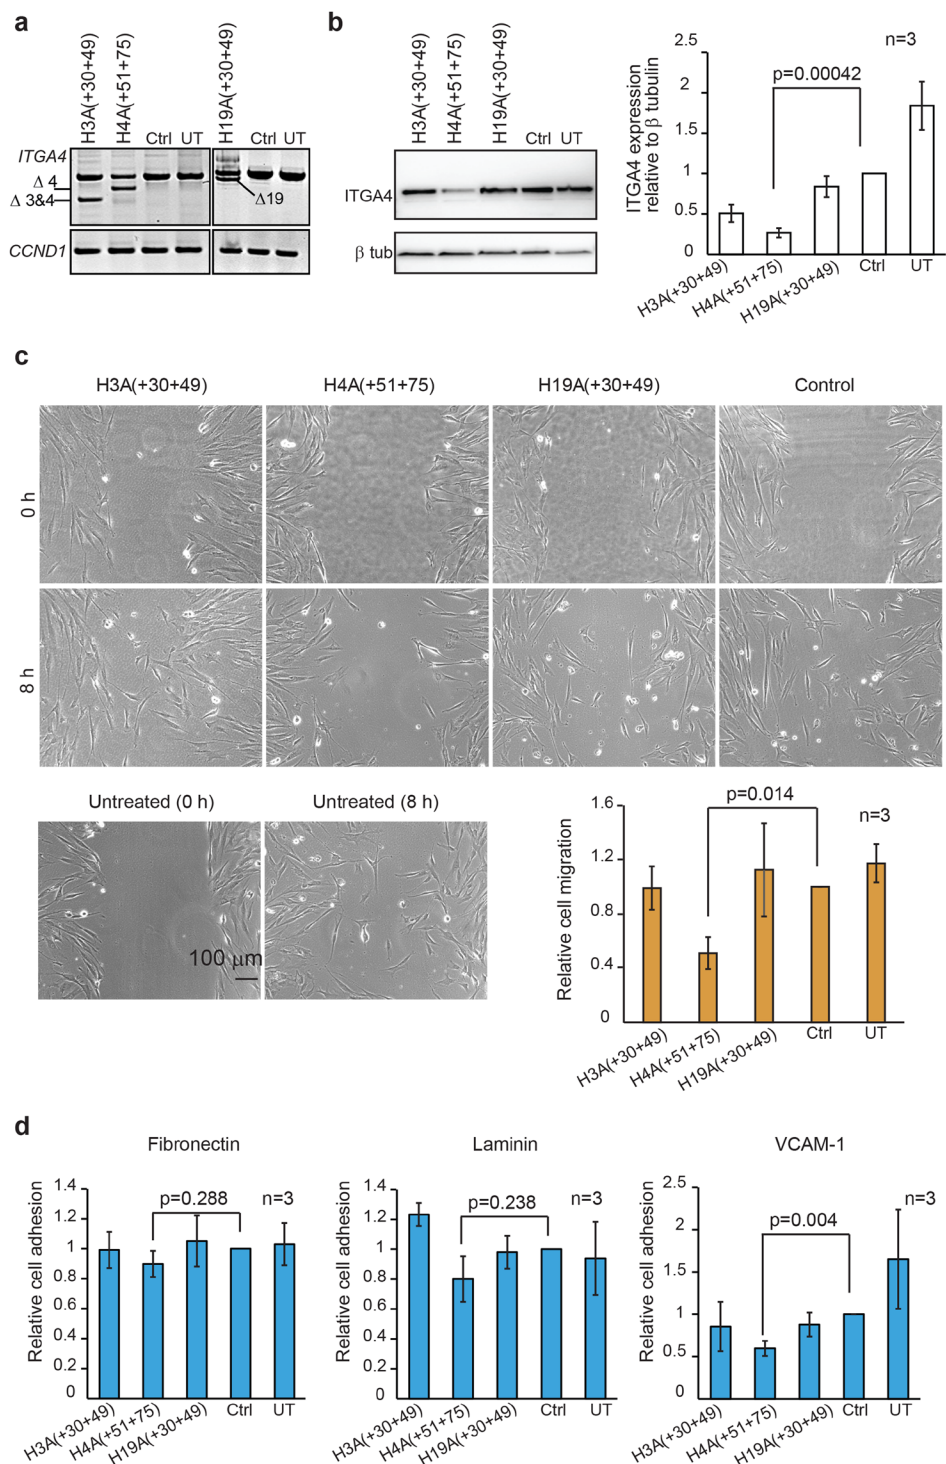 a
H3A(+30+49)
H4A(+51+75)
Ctrl
UT
H19A(+30+49)
Ctrl
UT
ITGA4
Δ 4
Δ 3&4
Δ19
CCND1
b
H3A(+30+49)
H4A(+51+75)
H19A(+30+49)
Ctrl
UT
ITGA4
β tub
ITGA4 expression
relative to β tubulin
2.5
2
1.5
1
0.5
0
n=3
p=0.00042
H3A(+30+49)
H4A(+51+75)
H19A(+30+49)
Ctrl
UT
c
H3A(+30+49)
H4A(+51+75)
H19A(+30+49)
Control
0 h
8 h
Untreated (0 h)
Untreated (8 h)
100 μm
Relative cell migration
1.6
1.2
0.8
0.4
0
p=0.014
n=3
H3A(+30+49)
H4A(+51+75)
H19A(+30+49)
Ctrl
UT
d
Fibronectin
Relative cell adhesion
1.4
1.2
1
0.8
0.6
0.4
0.2
0
p=0.288
n=3
H3A(+30+49)
H4A(+51+75)
H19A(+30+49)
Ctrl
UT
Laminin
Relative cell adhesion
1.4
1.2
1
0.8
0.6
0.4
0.2
0
p=0.238
n=3
H3A(+30+49)
H4A(+51+75)
H19A(+30+49)
Ctrl
UT
VCAM-1
Relative cell adhesion
2.5
2
1.5
1
0.5
0
p=0.004
n=3
H3A(+30+49)
H4A(+51+75)
H19A(+30+49)
Ctrl
UT